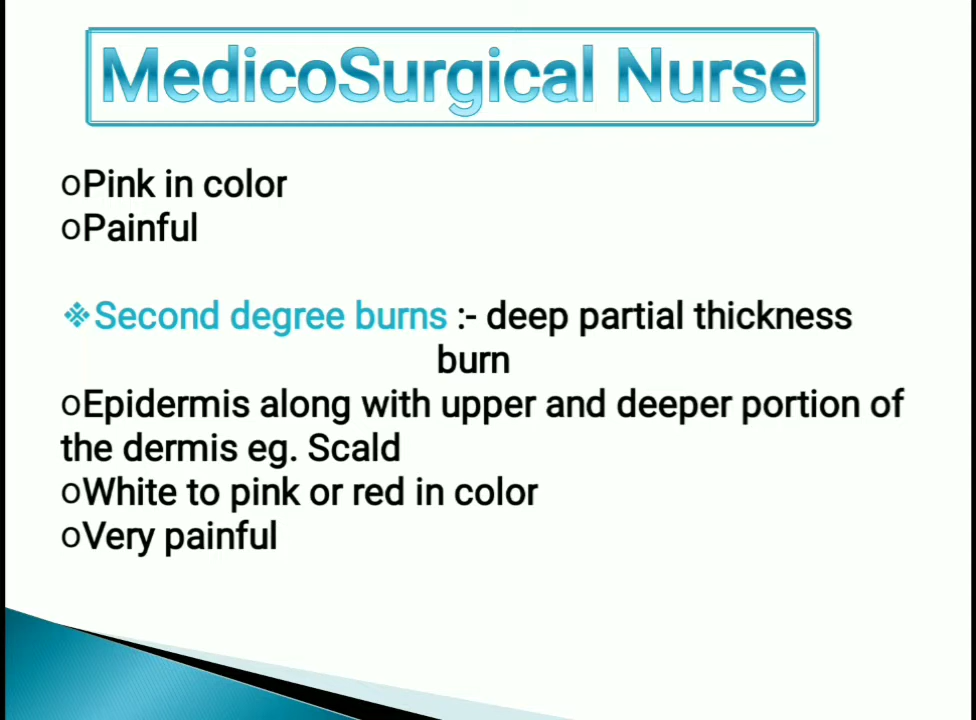 MedicoSurgical Nurse
oPink in color
oPainful
❖Second degree burns :- deep partial thickness
burn
oEpidermis along with upper and deeper portion of
the dermis eg. Scald
oWhite to pink or red in color
oVery painful